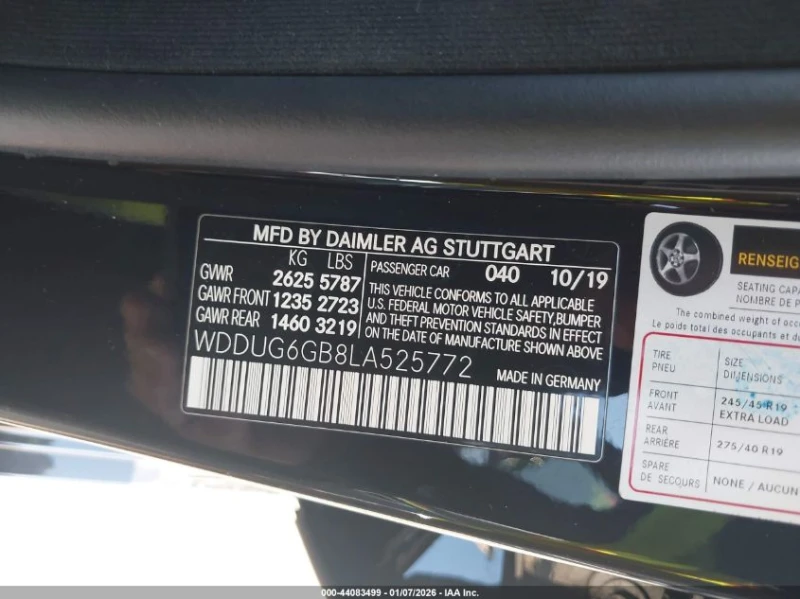 MFD BY DAIMLER AG STUTTGART
KG LBS
GVWR 2625 5787
GAWR FRONT 1235 2723
GAWR REAR 1460 3219
PASSENGER CAR 040 10/19
THIS VEHICLE CONFORMS TO ALL APPLICABLE
U.S. FEDERAL MOTOR VEHICLE SAFETY, BUMPER
AND THEFT PREVENTION STANDARDS IN EFFECT
ON THE DATE OF MANUFACTURE SHOWN ABOVE.
WDDUG6GB8LA525772
MADE IN GERMANY
RENSEIG
SEATING CAPA
NOMBRE DE P
The combined weight of occu
Le poids total des occupants et du
TIRE
PNEU
SIZE
DIMENSIONS
FRONT
AVANT
245/45 R19
EXTRA LOAD
REAR
ARRIÈRE
275/40 R19
SPARE
DE SECOURS
NONE / AUCUN
000-44083499 - 01/07/2026 - IAA Inc.